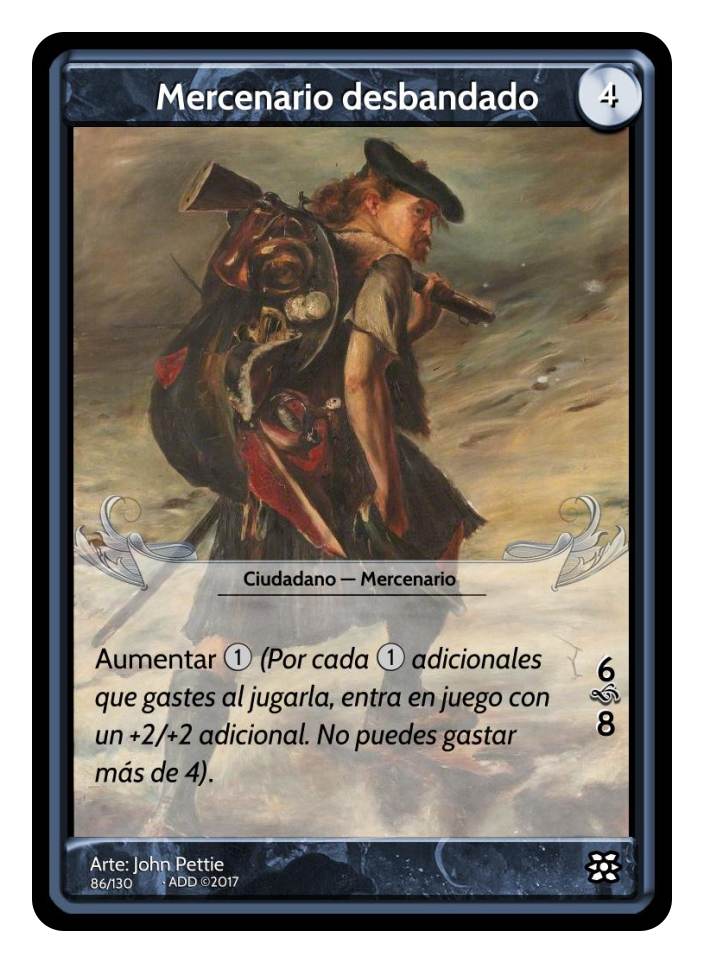 Mercenario desbandado
4
Ciudadano — Mercenario
Aumentar 1 (Por cada 1 adicionales
que gastes al jugarla, entra en juego con
un +2/+2 adicional. No puedes gastar
más de 4).
6
8
Arte: John Pettie
86/130 · ADD ©2017